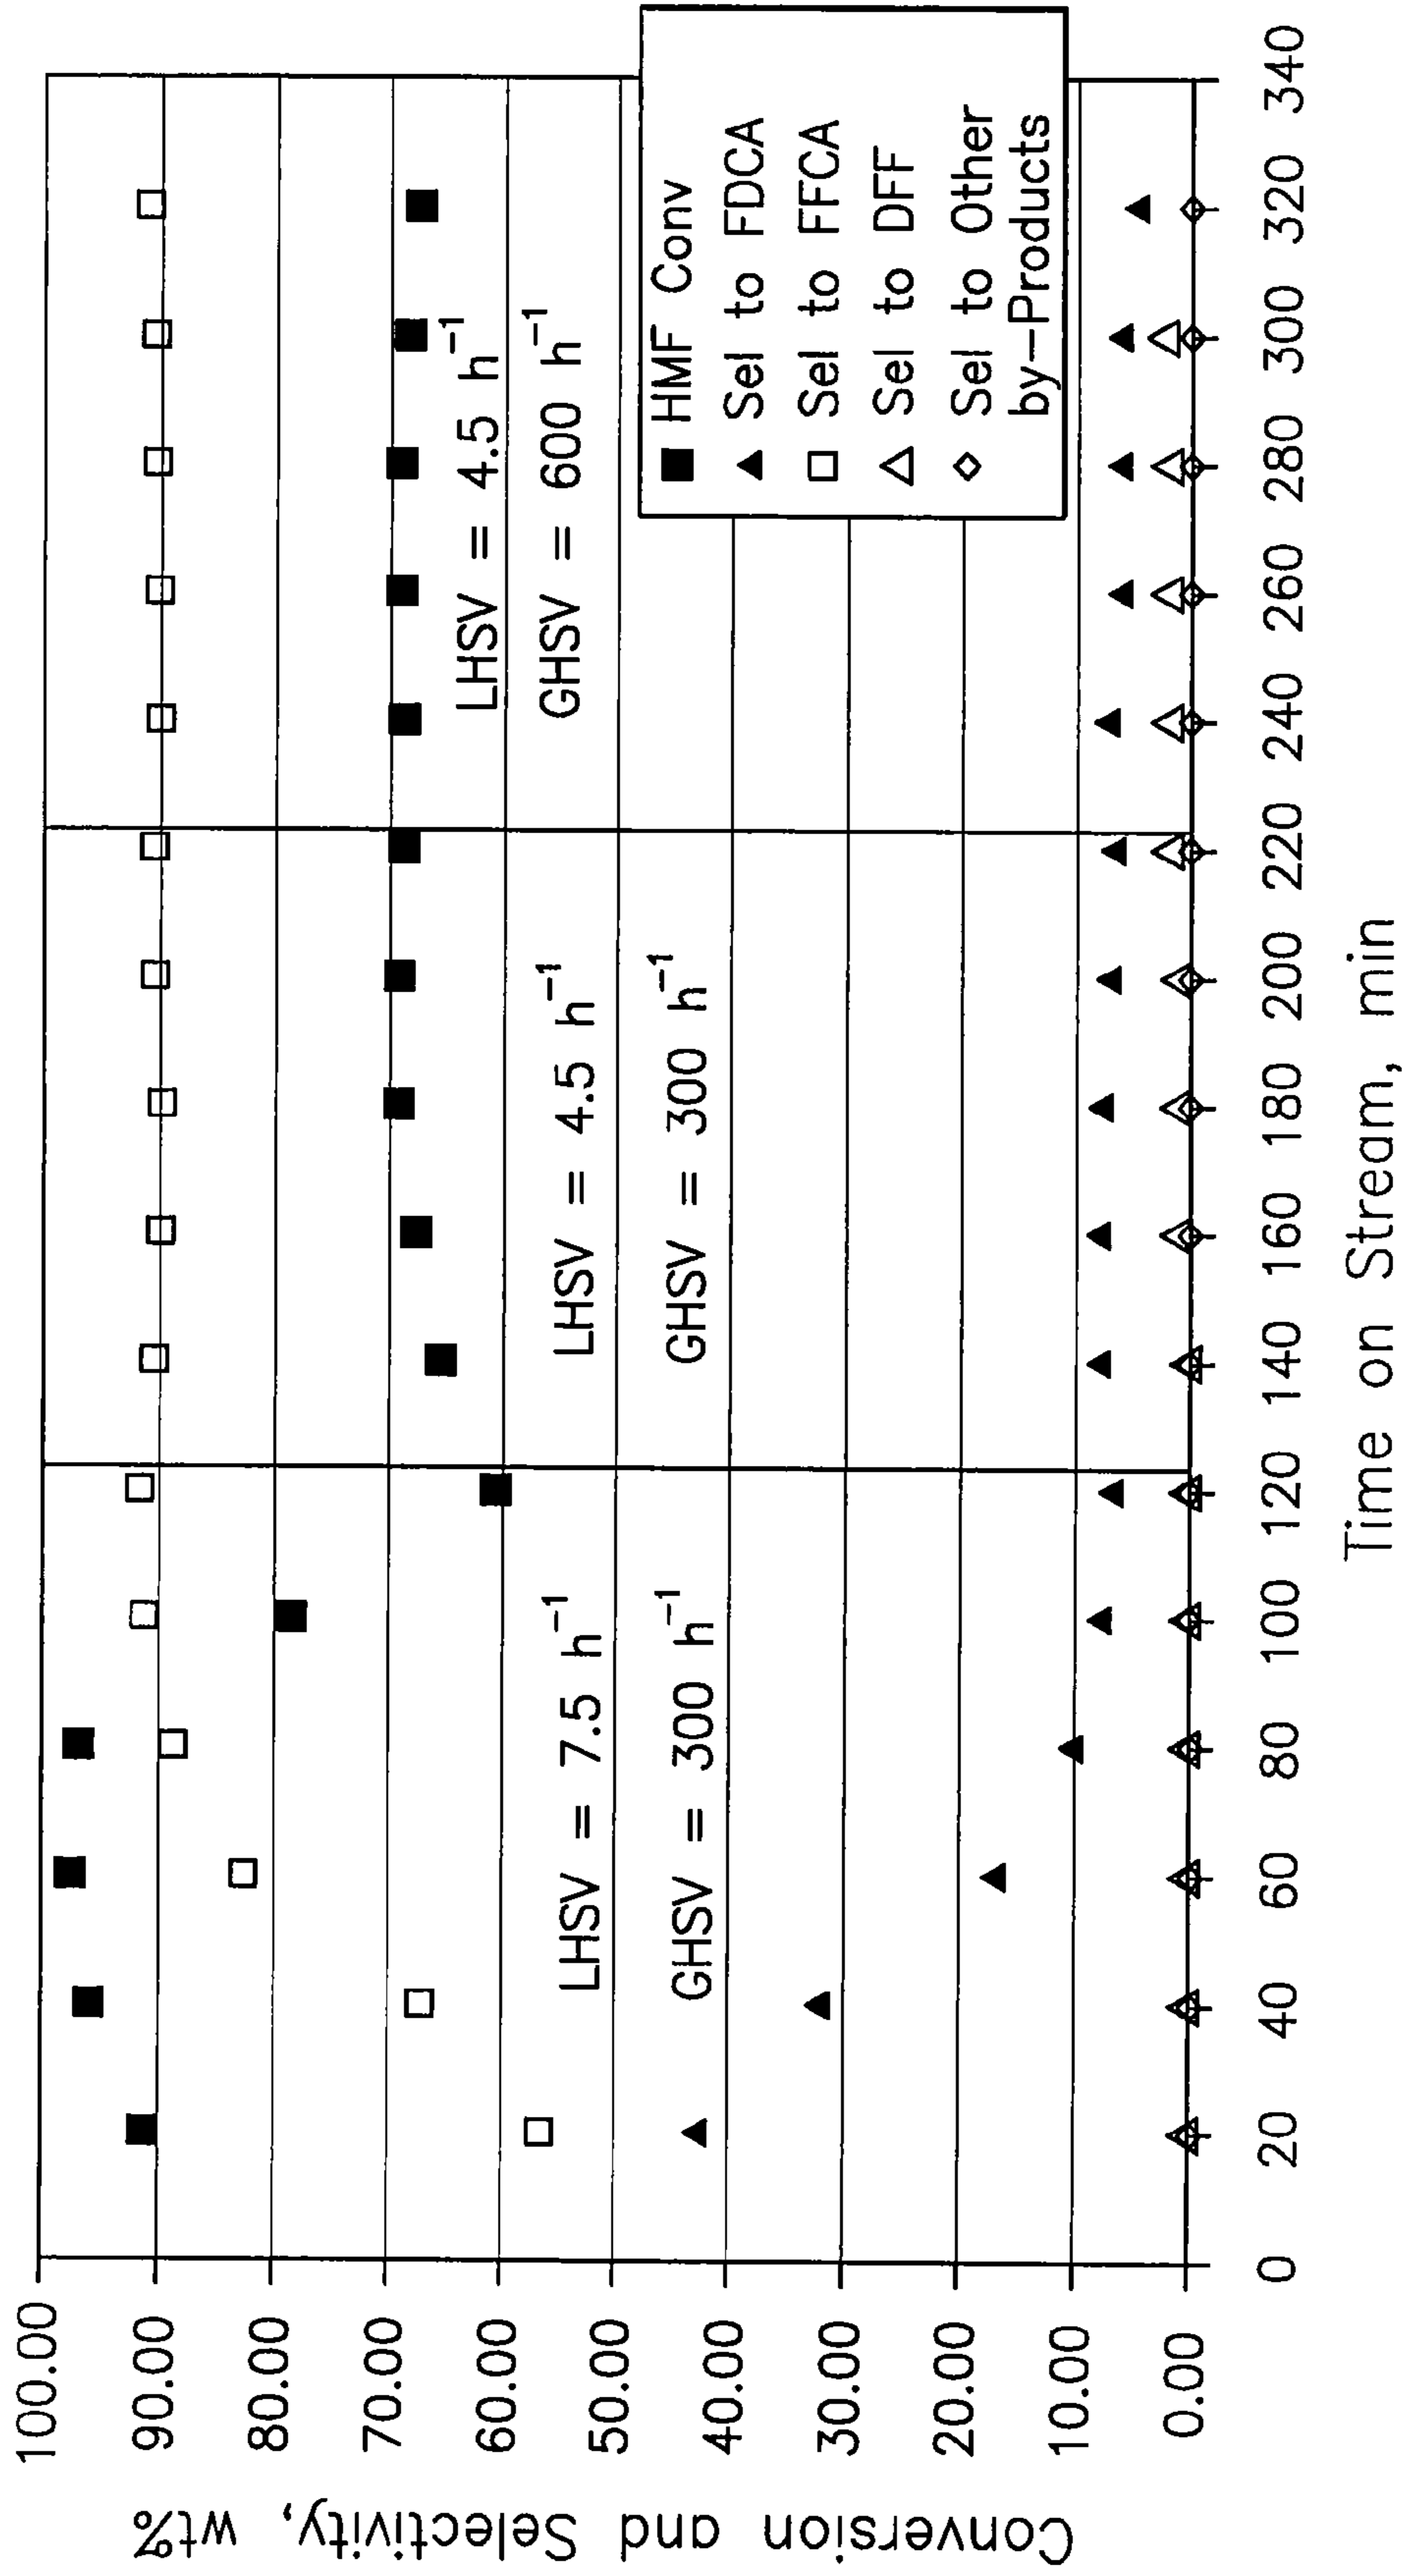 Conversion and Selectivity, wt%
100.00
90.00
80.00
70.00
60.00
50.00
40.00
30.00
20.00
10.00
0.00
LHSV = 7.5 h⁻¹
GHSV = 300 h⁻¹
LHSV = 4.5 h⁻¹
GHSV = 300 h⁻¹
LHSV = 4.5 h⁻¹
GHSV = 600 h⁻¹
HMF Conv
Sel to FDCA
Sel to FFCA
Sel to DFF
Sel to Other
by-Products
0 20 40 60 80 100 120 140 160 180 200 220 240 260 280 300 320 340
Time on Stream, min